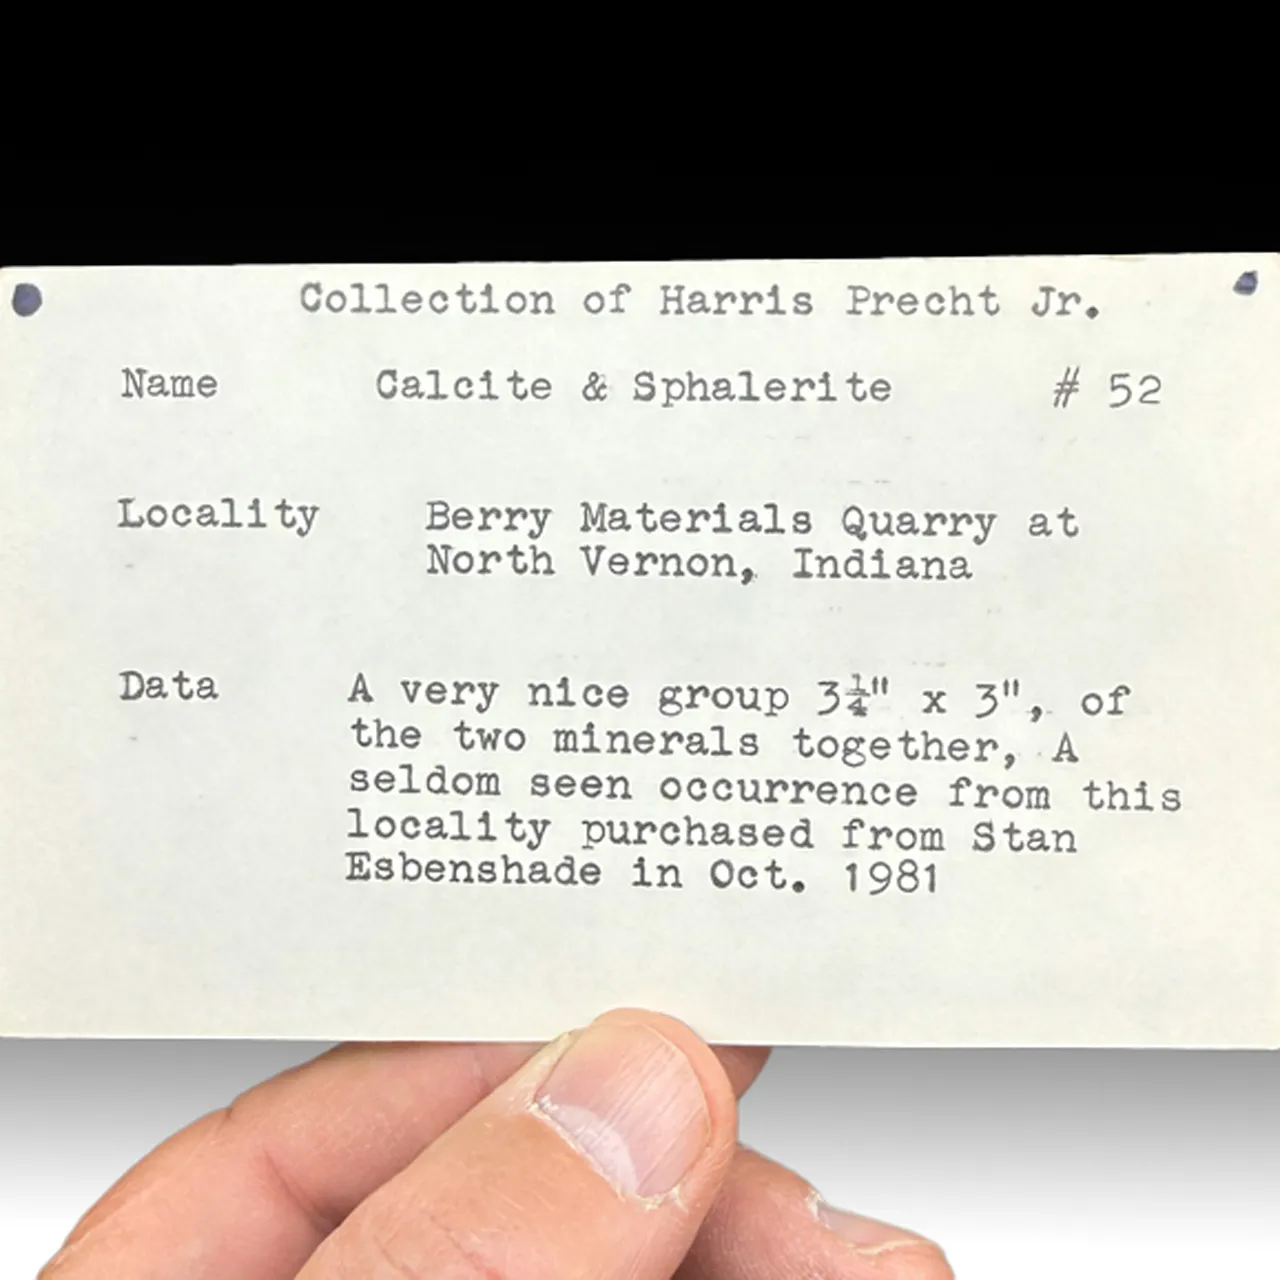 Collection of Harris Precht Jr.
Name Calcite & Sphalerite # 52
Locality Berry Materials Quarry at
North Vernon, Indiana
Data A very nice group 3¼" x 3", of
the two minerals together, A
seldom seen occurrence from this
locality purchased from Stan
Esbenshade in Oct. 1981